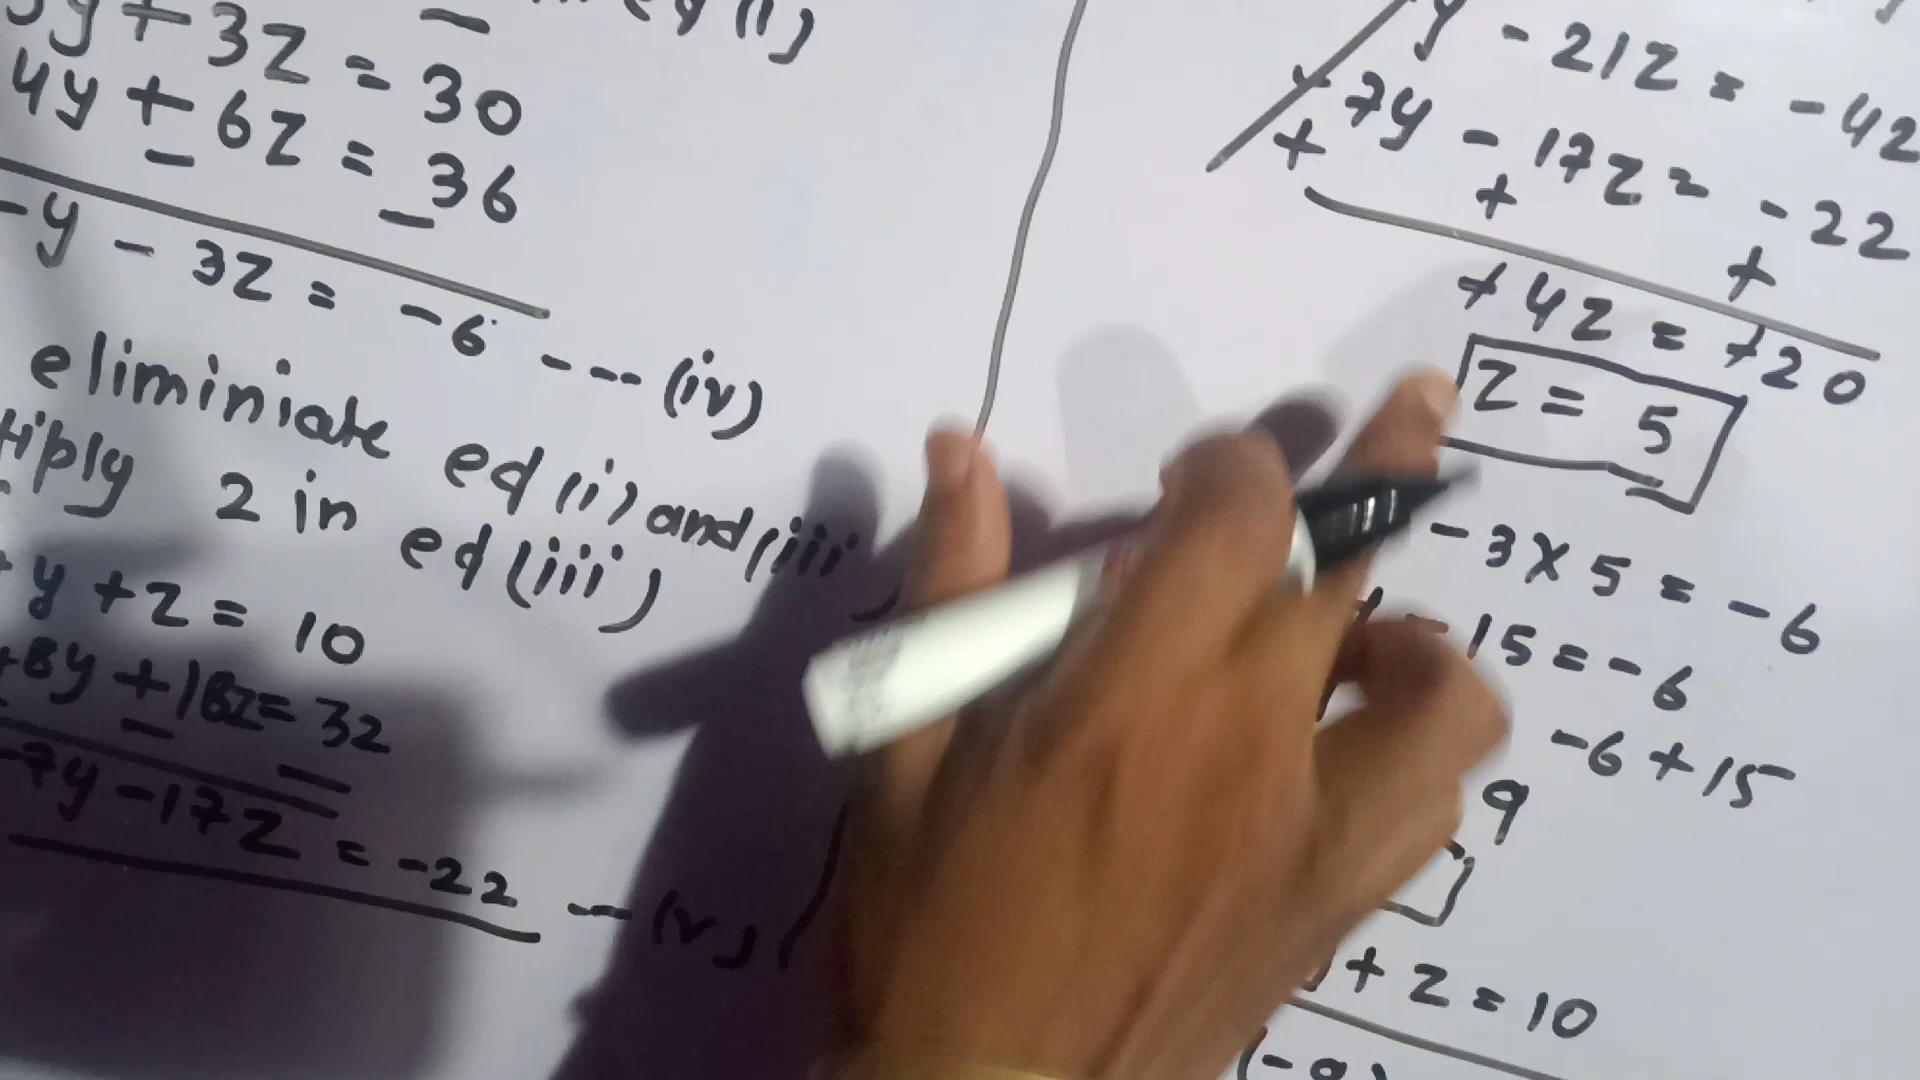 3y + 3z = 30
4y + 6z = 36
-y - 3z = -6 --- (iv)
eliminiate eq (i) and (iii
tiply 2 in eq (iii)
+ y + z = 10
+8y + 18z = 32
-7y - 17z = -22 -- (v)
y - 21z = -42
7y - 17z = -22
+ + +
+4z = +20
z = 5
-3 × 5 = -6
- 15 = -6
-6 + 15
9
+ z = 10